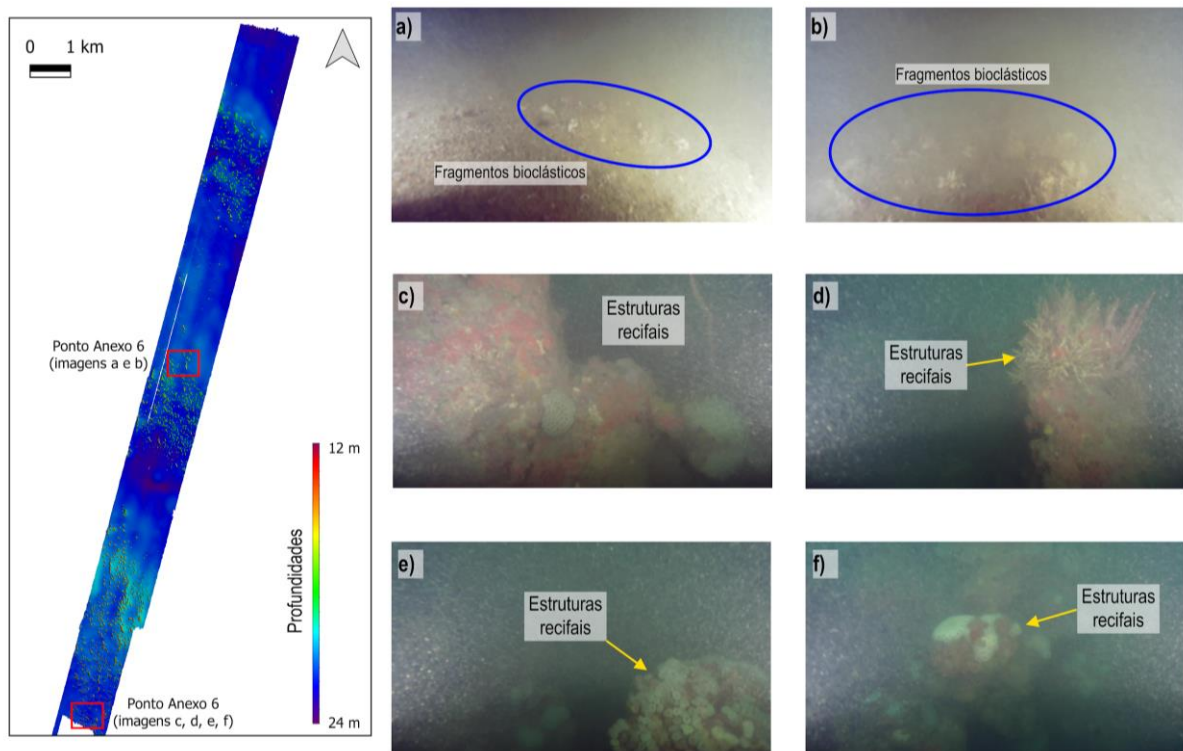 0 1 km
Ponto Anexo 6
(imagens a e b)
Profundidades
12 m
24 m
Ponto Anexo 6
(imagens c, d, e, f)
a)
Fragmentos bioclásticos
b)
Fragmentos bioclásticos
c)
Estruturas
recifais
d)
Estruturas
recifais
e)
Estruturas
recifais
f)
Estruturas
recifais